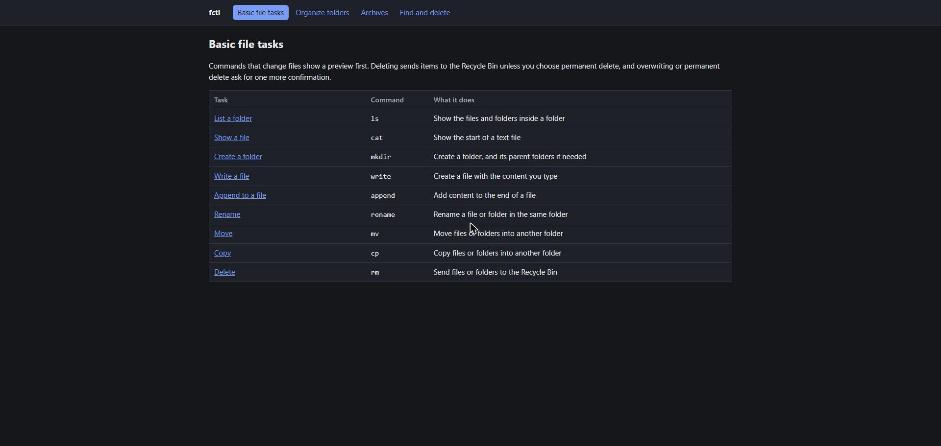 fctl Basic file tasks Organize folders Archives Find and delete
Basic file tasks
Commands that change files show a preview first. Deleting sends items to the Recycle Bin unless you choose permanent delete, and overwriting or permanent
delete ask for one more confirmation.
Task Command What it does
List a folder ls Show the files and folders inside a folder
Show a file cat Show the start of a text file
Create a folder mkdir Create a folder, and its parent folders if needed
Write a file write Create a file with the content you type
Append to a file append Add content to the end of a file
Rename rename Rename a file or folder in the same folder
Move mv Move files or folders into another folder
Copy cp Copy files or folders into another folder
Delete rm Send files or folders to the Recycle Bin